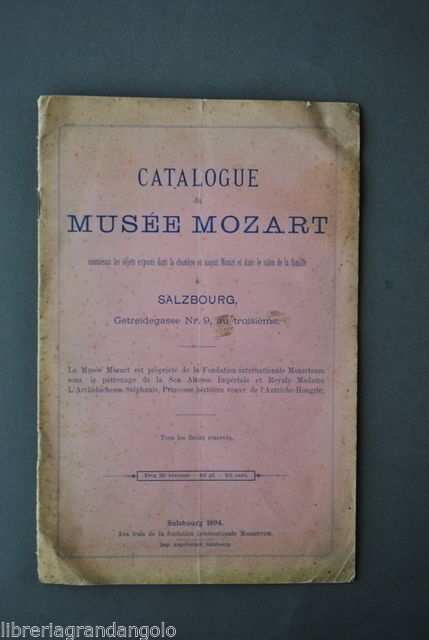 CATALOGUE
du
MUSÉE MOZART
énumérant les objets exposés dans la chambre où naquit Mozart et dans le salon de la famille
à
SALZBOURG,
Getreidegasse Nr. 9, au troisième.
Le Musée Mozart est propriété de la Fondation internationale Mozarteum
sous le patronage de la Son Altesse Impériale et Royale Madame
L'Archiduchesse Stéphanie, Princesse héritière veuve de l'Autriche-Hongrie.
Tous les droits réservés.
Prix 20 kreuzer - 40 pf. - 50 cent.
Salzbourg 1894.
Aux frais de la fondation internationale Mozarteum.
Imp. Angelberger, Salzbourg.
libreriagrandangolo